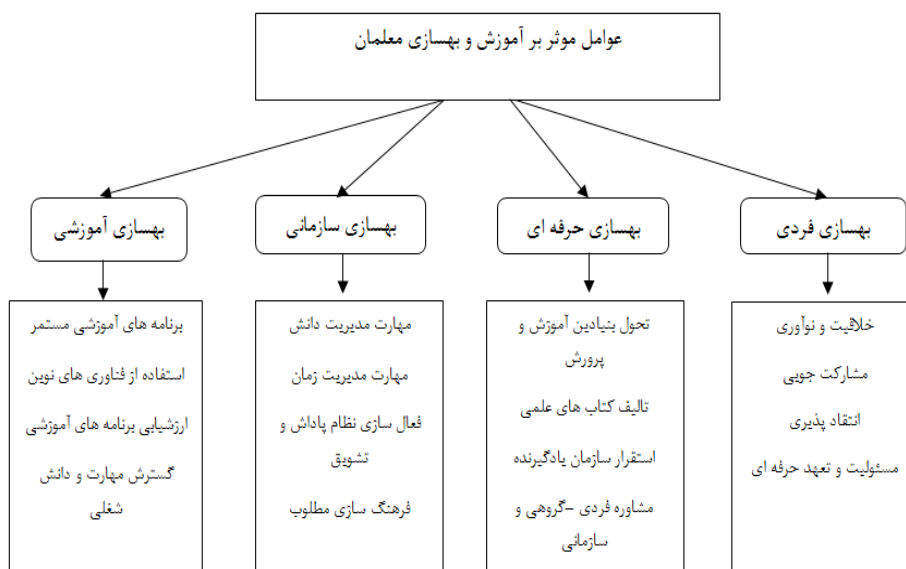 عوامل موثر بر آموزش و بهسازی معلمان
بهسازی فردی
بهسازی حرفه ای
بهسازی سازمانی
بهسازی آموزشی
خلاقیت و نوآوری
مشارکت جویی
انتقاد پذیری
مسئولیت و تعهد حرفه ای
تحول بنیادین آموزش و
پرورش
تالیف کتاب های علمی
استقرار سازمان یادگیرنده
مشاوره فردی –گروهی و
سازمانی
مهارت مدیریت دانش
مهارت مدیریت زمان
فعال سازی نظام پاداش و
تشویق
فرهنگ سازی مطلوب
برنامه های آموزشی مستمر
استفاده از فناوری های نوین
ارزشیابی برنامه های آموزشی
گسترش مهارت و دانش
شغلی